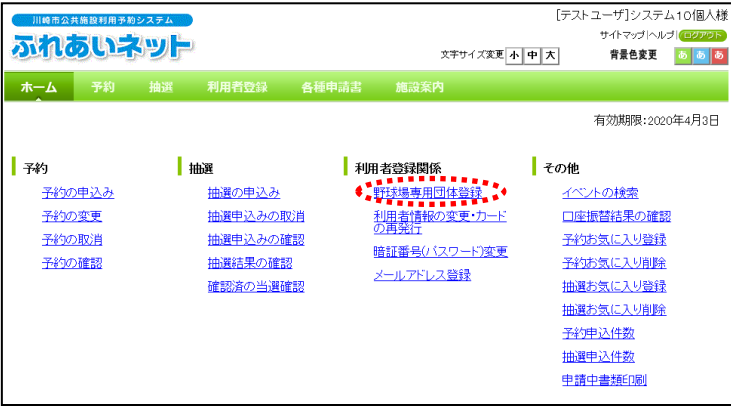 川崎市公共施設利用予約システム
ふれあいネット
[テストユーザ]システム10個人様
サイトマップ|ヘルプ|ログアウト
文字サイズ変更 小 中 大 背景色変更 あ あ あ
ホーム 予約 抽選 利用者登録 各種申請書 施設案内
有効期限:2020年4月3日
予約
予約の申込み
予約の変更
予約の取消
予約の確認
抽選
抽選の申込み
抽選申込みの取消
抽選申込みの確認
抽選結果の確認
確認済の当選確認
利用者登録関係
野球場専用団体登録
利用者情報の変更・カード
の再発行
暗証番号(パスワード)変更
メールアドレス登録
その他
イベントの検索
口座振替結果の確認
予約お気に入り登録
予約お気に入り削除
抽選お気に入り登録
抽選お気に入り削除
予約申込件数
抽選申込件数
申請中書類印刷